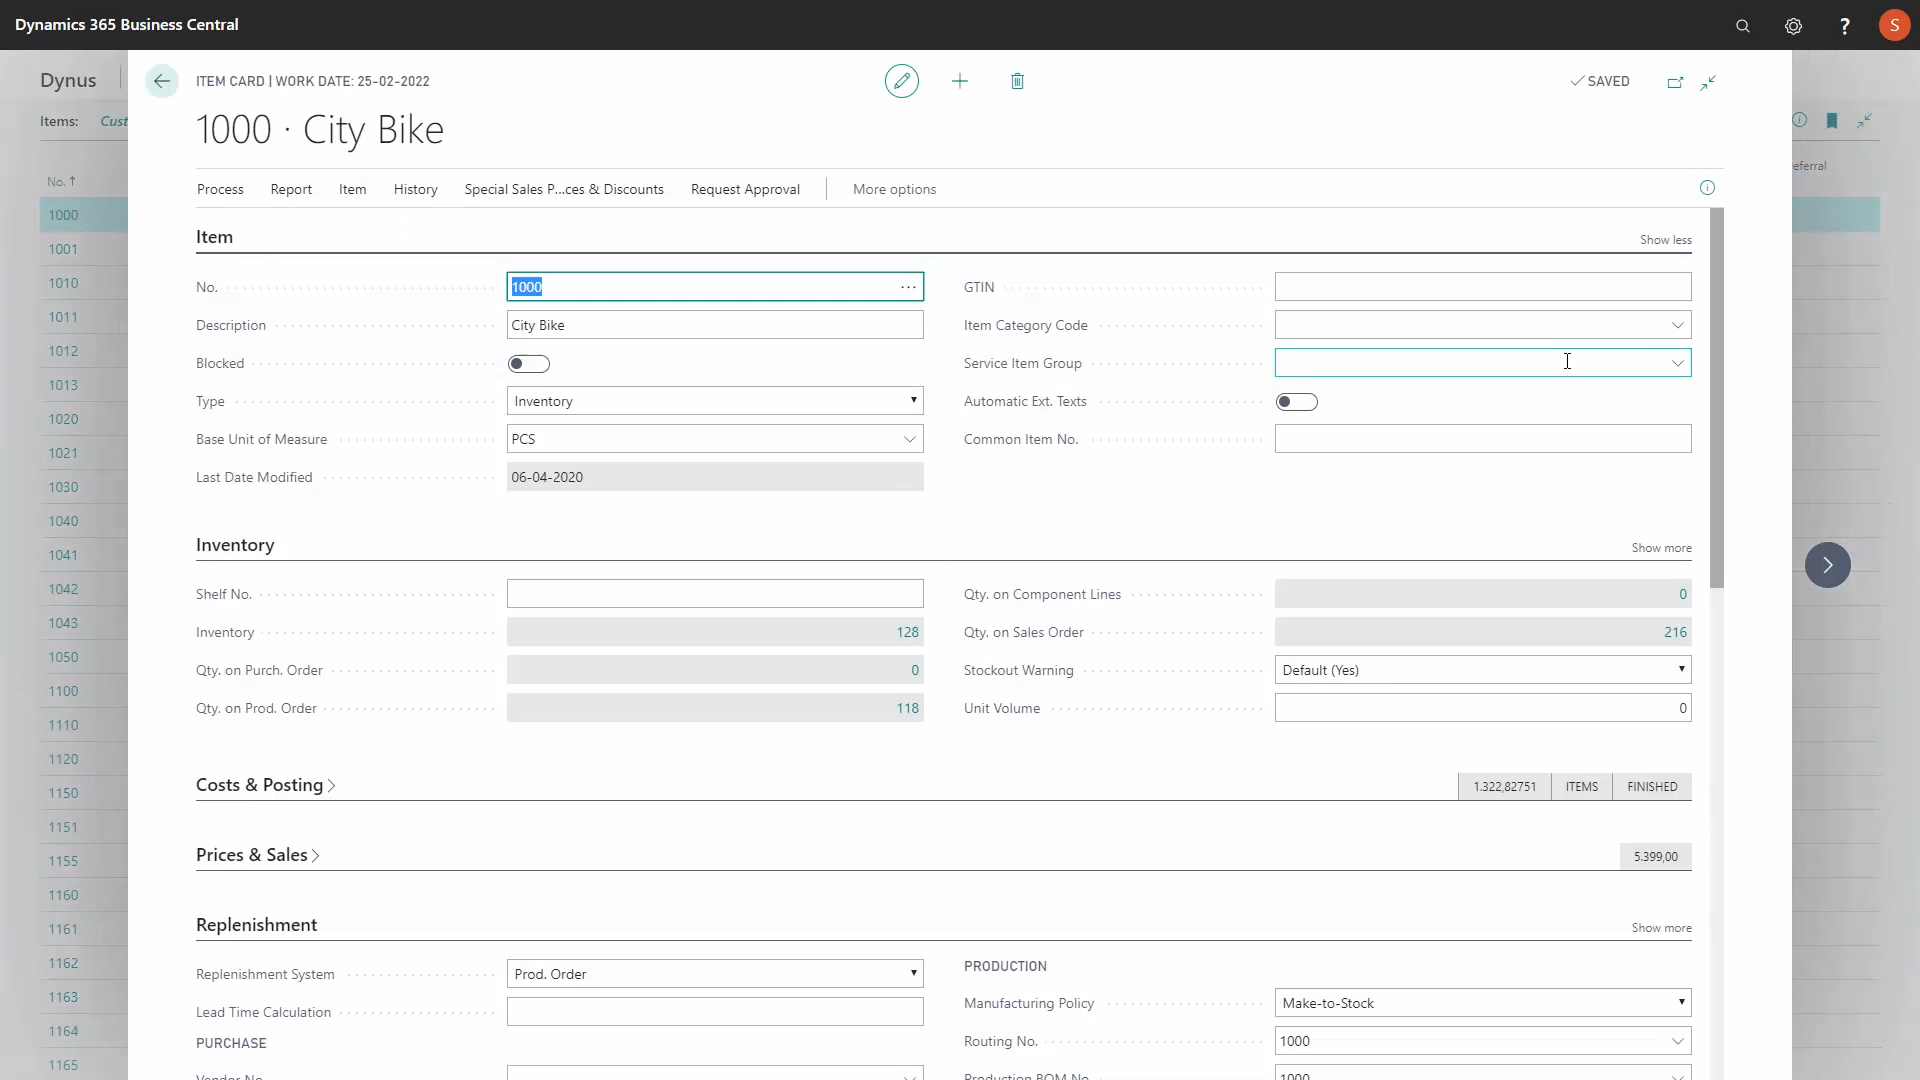 Dynamics 365 Business Central
?
S
Dynus
ITEM CARD | WORK DATE: 25-02-2022
SAVED
Items:
Cust
1000 · City Bike
eferral
No. ↑
Process
Report
Item
History
Special Sales P...ces & Discounts
Request Approval
More options
1000
1001
1010
1011
1012
1013
1020
1021
1030
1040
1041
1042
1043
1050
1100
1110
1120
1150
1151
1155
1160
1161
1162
1163
1164
1165
Item
Show less
No.
1000
Description
City Bike
Blocked
Type
Inventory
Base Unit of Measure
PCS
Last Date Modified
06-04-2020
GTIN
Item Category Code
Service Item Group
Automatic Ext. Texts
Common Item No.
Inventory
Show more
Shelf No.
Inventory
128
Qty. on Purch. Order
0
Qty. on Prod. Order
118
Qty. on Component Lines
0
Qty. on Sales Order
216
Stockout Warning
Default (Yes)
Unit Volume
0
Costs & Posting
1.322,82751
ITEMS
FINISHED
Prices & Sales
5.399,00
Replenishment
Show more
Replenishment System
Prod. Order
Lead Time Calculation
PURCHASE
Vendor No.
PRODUCTION
Manufacturing Policy
Make-to-Stock
Routing No.
1000
Production BOM No.
1000